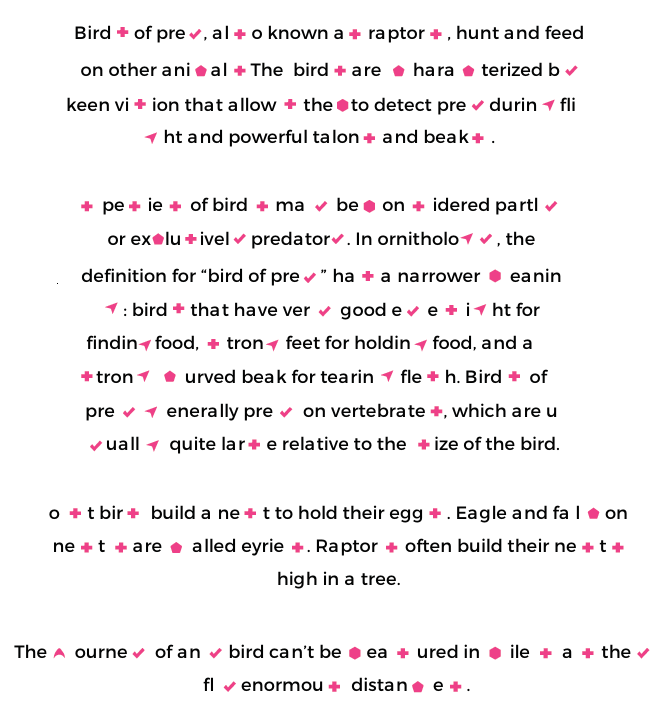 Bird✚ of pre✔, al✚o known a✚ raptor✚, hunt and feed
on other ani⬟al ✚The bird✚ are ⬟hara⬟terized b✔
keen vi✚ion that allow ✚ the⬢to detect pre✔ durin➤ fli
➤ht and powerful talon✚ and beak✚.
✚pe✚ie✚ of bird ✚ma✔ be⬢on✚idered partl✔
or ex⬟lu✚ivel✔ predator✔. In ornitholo➤✔, the
definition for “bird of pre✔” ha✚ a narrower ⬢eanin
➤: bird✚ that have ver✔ good e✔e✚i➤ht for
findin➤ food, ✚tron➤ feet for holdin➤ food, and a
✚tron➤ ⬟urved beak for tearin➤ fle✚h. Bird✚ of
pre✔ ➤enerally pre✔ on vertebrate✚, which are u
✔uall➤ quite lar✚e relative to the ✚ize of the bird.
o✚t bir✚ build a ne✚t to hold their egg✚. Eagle and fa l⬟on
ne✚t✚are ⬟alled eyrie✚. Raptor✚ often build their ne✚t✚
high in a tree.
The ⮝ourne✔ of an✔ bird can’t be ⬢ea✚ured in ⬢ile✚ a✚ the✔
fl✔enormou✚ distan⬟e✚.